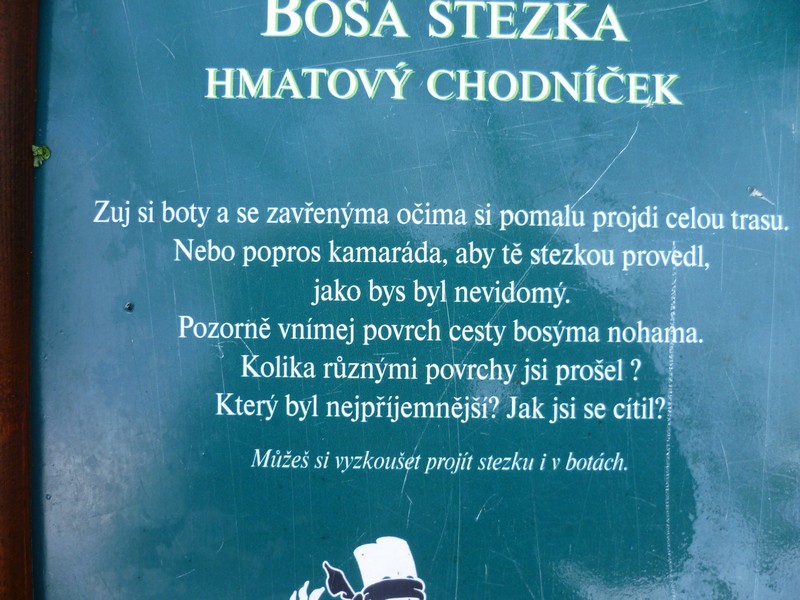 BOSÁ STEZKA
HMATOVÝ CHODNÍČEK
Zuj si boty a se zavřenýma očima si pomalu projdi celou trasu.
Nebo popros kamaráda, aby tě stezkou provedl,
jako bys byl nevidomý.
Pozorně vnímej povrch cesty bosýma nohama.
Kolika různými povrchy jsi prošel ?
Který byl nejpříjemnější? Jak jsi se cítil?
Můžeš si vyzkoušet projít stezku i v botách.